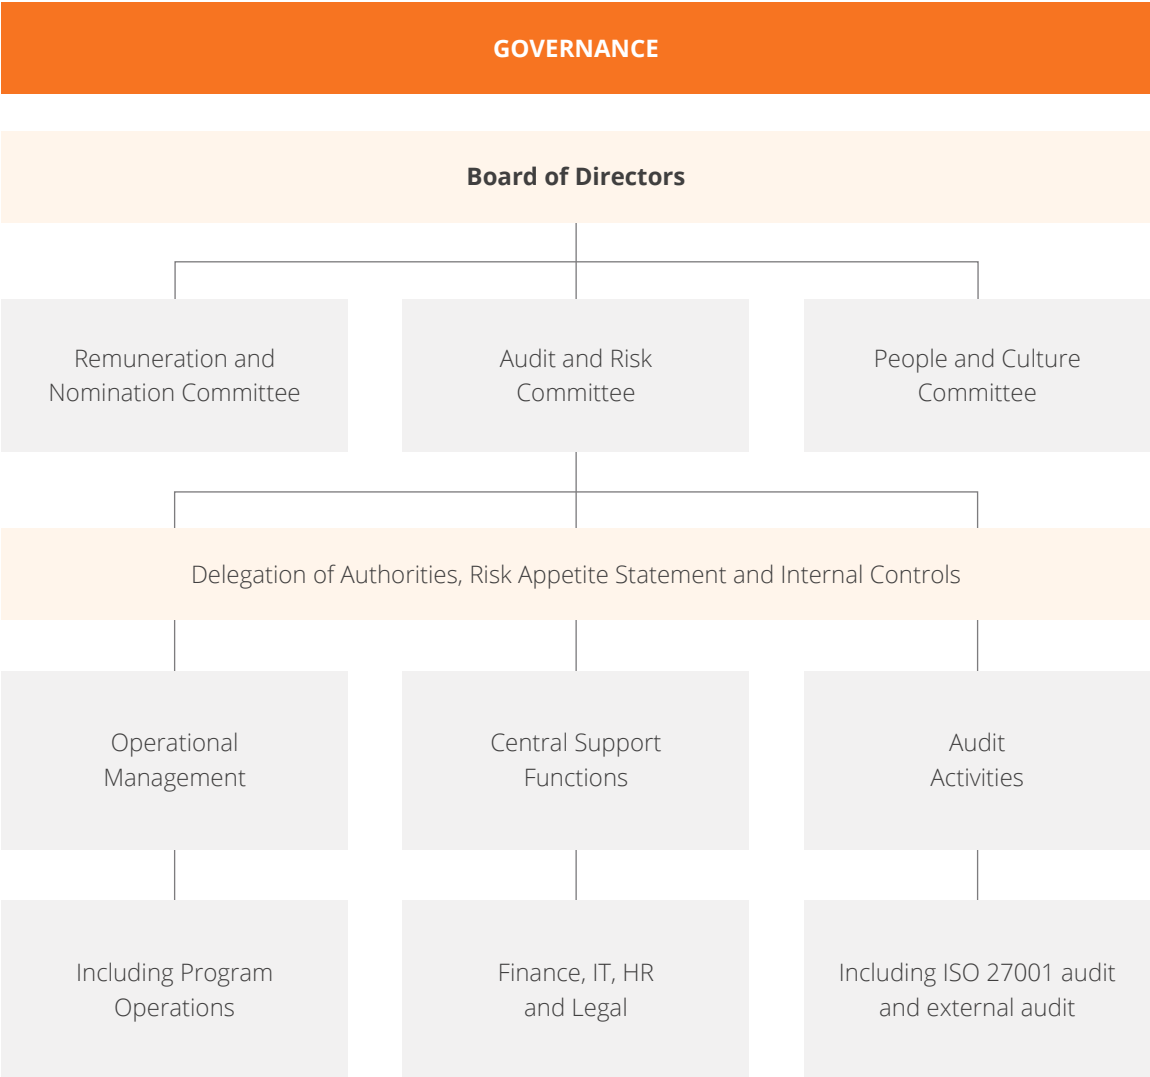 GOVERNANCE
Board of Directors
Remuneration and
Nomination Committee
Audit and Risk
Committee
People and Culture
Committee
Delegation of Authorities, Risk Appetite Statement and Internal Controls
Operational
Management
Central Support
Functions
Audit
Activities
Including Program
Operations
Finance, IT, HR
and Legal
Including ISO 27001 audit
and external audit